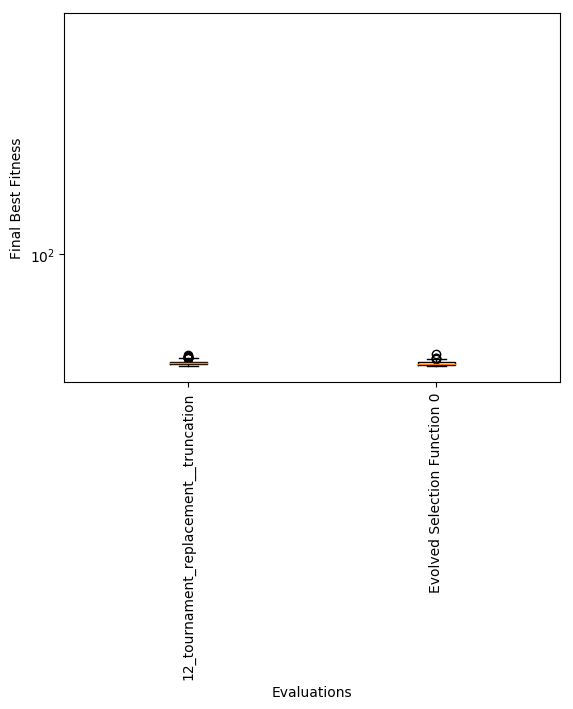 Final Best Fitness
10²
12_tournament_replacement__truncation
Evolved Selection Function 0
Evaluations